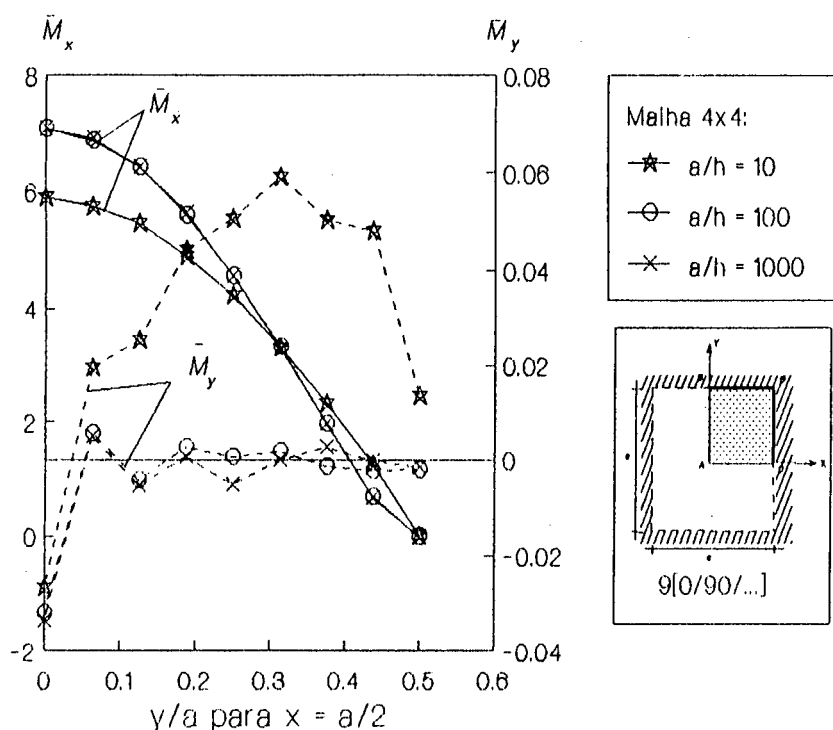 M̄x
M̄y
8
6
4
2
0
-2
0.08
0.06
0.04
0.02
0
-0.02
-0.04
M̄x
M̄y
0
0.1
0.2
0.3
0.4
0.5
0.6
y/a para x = a/2
Malha 4x4:
a/h = 10
a/h = 100
a/h = 1000
Y
A
X
9[0/90/...]